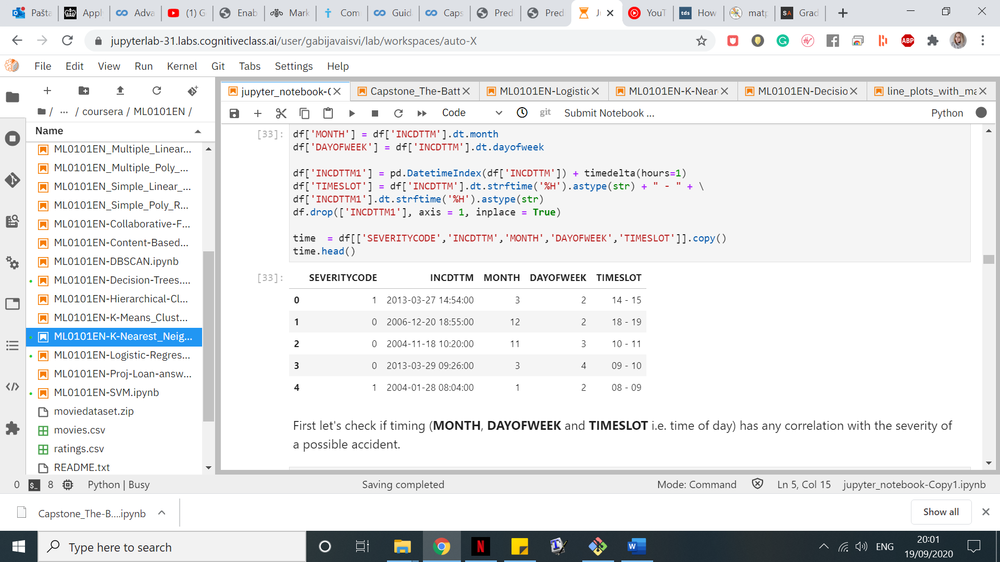 Pašta
Appl
Adva
(1) G
Enab
Mark
Com
Guid
Caps
Pred
Pred
YouT
tds How
matp
SA Grad
jupyterlab-31.labs.cognitiveclass.ai/user/gabijavaisvi/lab/workspaces/auto-X
ABP
File Edit View Run Kernel Git Tabs Settings Help
jupyter_notebook-C
Capstone_The-Batt
ML0101EN-Logistic
ML0101EN-K-Near
ML0101EN-Decisio
line_plots_with_ma
/ ... / coursera / ML0101EN /
Code
git
Submit Notebook ...
Python
Name
ML0101EN_Multiple_Linear...
ML0101EN_Multiple_Poly_...
ML0101EN_Simple_Linear_...
ML0101EN_Simple_Poly_R...
ML0101EN-Collaborative-F...
ML0101EN-Content-Based...
ML0101EN-DBSCAN.ipynb
ML0101EN-Decision-Trees....
ML0101EN-Hierarchical-Cl...
ML0101EN-K-Means_Clust...
ML0101EN-K-Nearest_Neig...
ML0101EN-Logistic-Regres...
ML0101EN-Proj-Loan-answ...
ML0101EN-SVM.ipynb
moviedataset.zip
movies.csv
ratings.csv
README.txt
[33]: df['MONTH'] = df['INCDTTM'].dt.month
df['DAYOFWEEK'] = df['INCDTTM'].dt.dayofweek
df['INCDTTM1'] = pd.DatetimeIndex(df['INCDTTM']) + timedelta(hours=1)
df['TIMESLOT'] = df['INCDTTM'].dt.strftime('%H').astype(str) + " - " + \
df['INCDTTM1'].dt.strftime('%H').astype(str)
df.drop(['INCDTTM1'], axis = 1, inplace = True)
time  = df[['SEVERITYCODE','INCDTTM','MONTH','DAYOFWEEK','TIMESLOT']].copy()
time.head()
[33]: SEVERITYCODE INCDTTM MONTH DAYOFWEEK TIMESLOT
0 1 2013-03-27 14:54:00 3 2 14 - 15
1 0 2006-12-20 18:55:00 12 2 18 - 19
2 0 2004-11-18 10:20:00 11 3 10 - 11
3 0 2013-03-29 09:26:00 3 4 09 - 10
4 1 2004-01-28 08:04:00 1 2 08 - 09
First let's check if timing (MONTH, DAYOFWEEK and TIMESLOT i.e. time of day) has any correlation with the severity of
a possible accident.
0 $_ 8 Python | Busy Saving completed Mode: Command Ln 5, Col 15 jupyter_notebook-Copy1.ipynb
Capstone_The-B....ipynb
Show all
Type here to search
N
W
ENG
20:01
19/09/2020